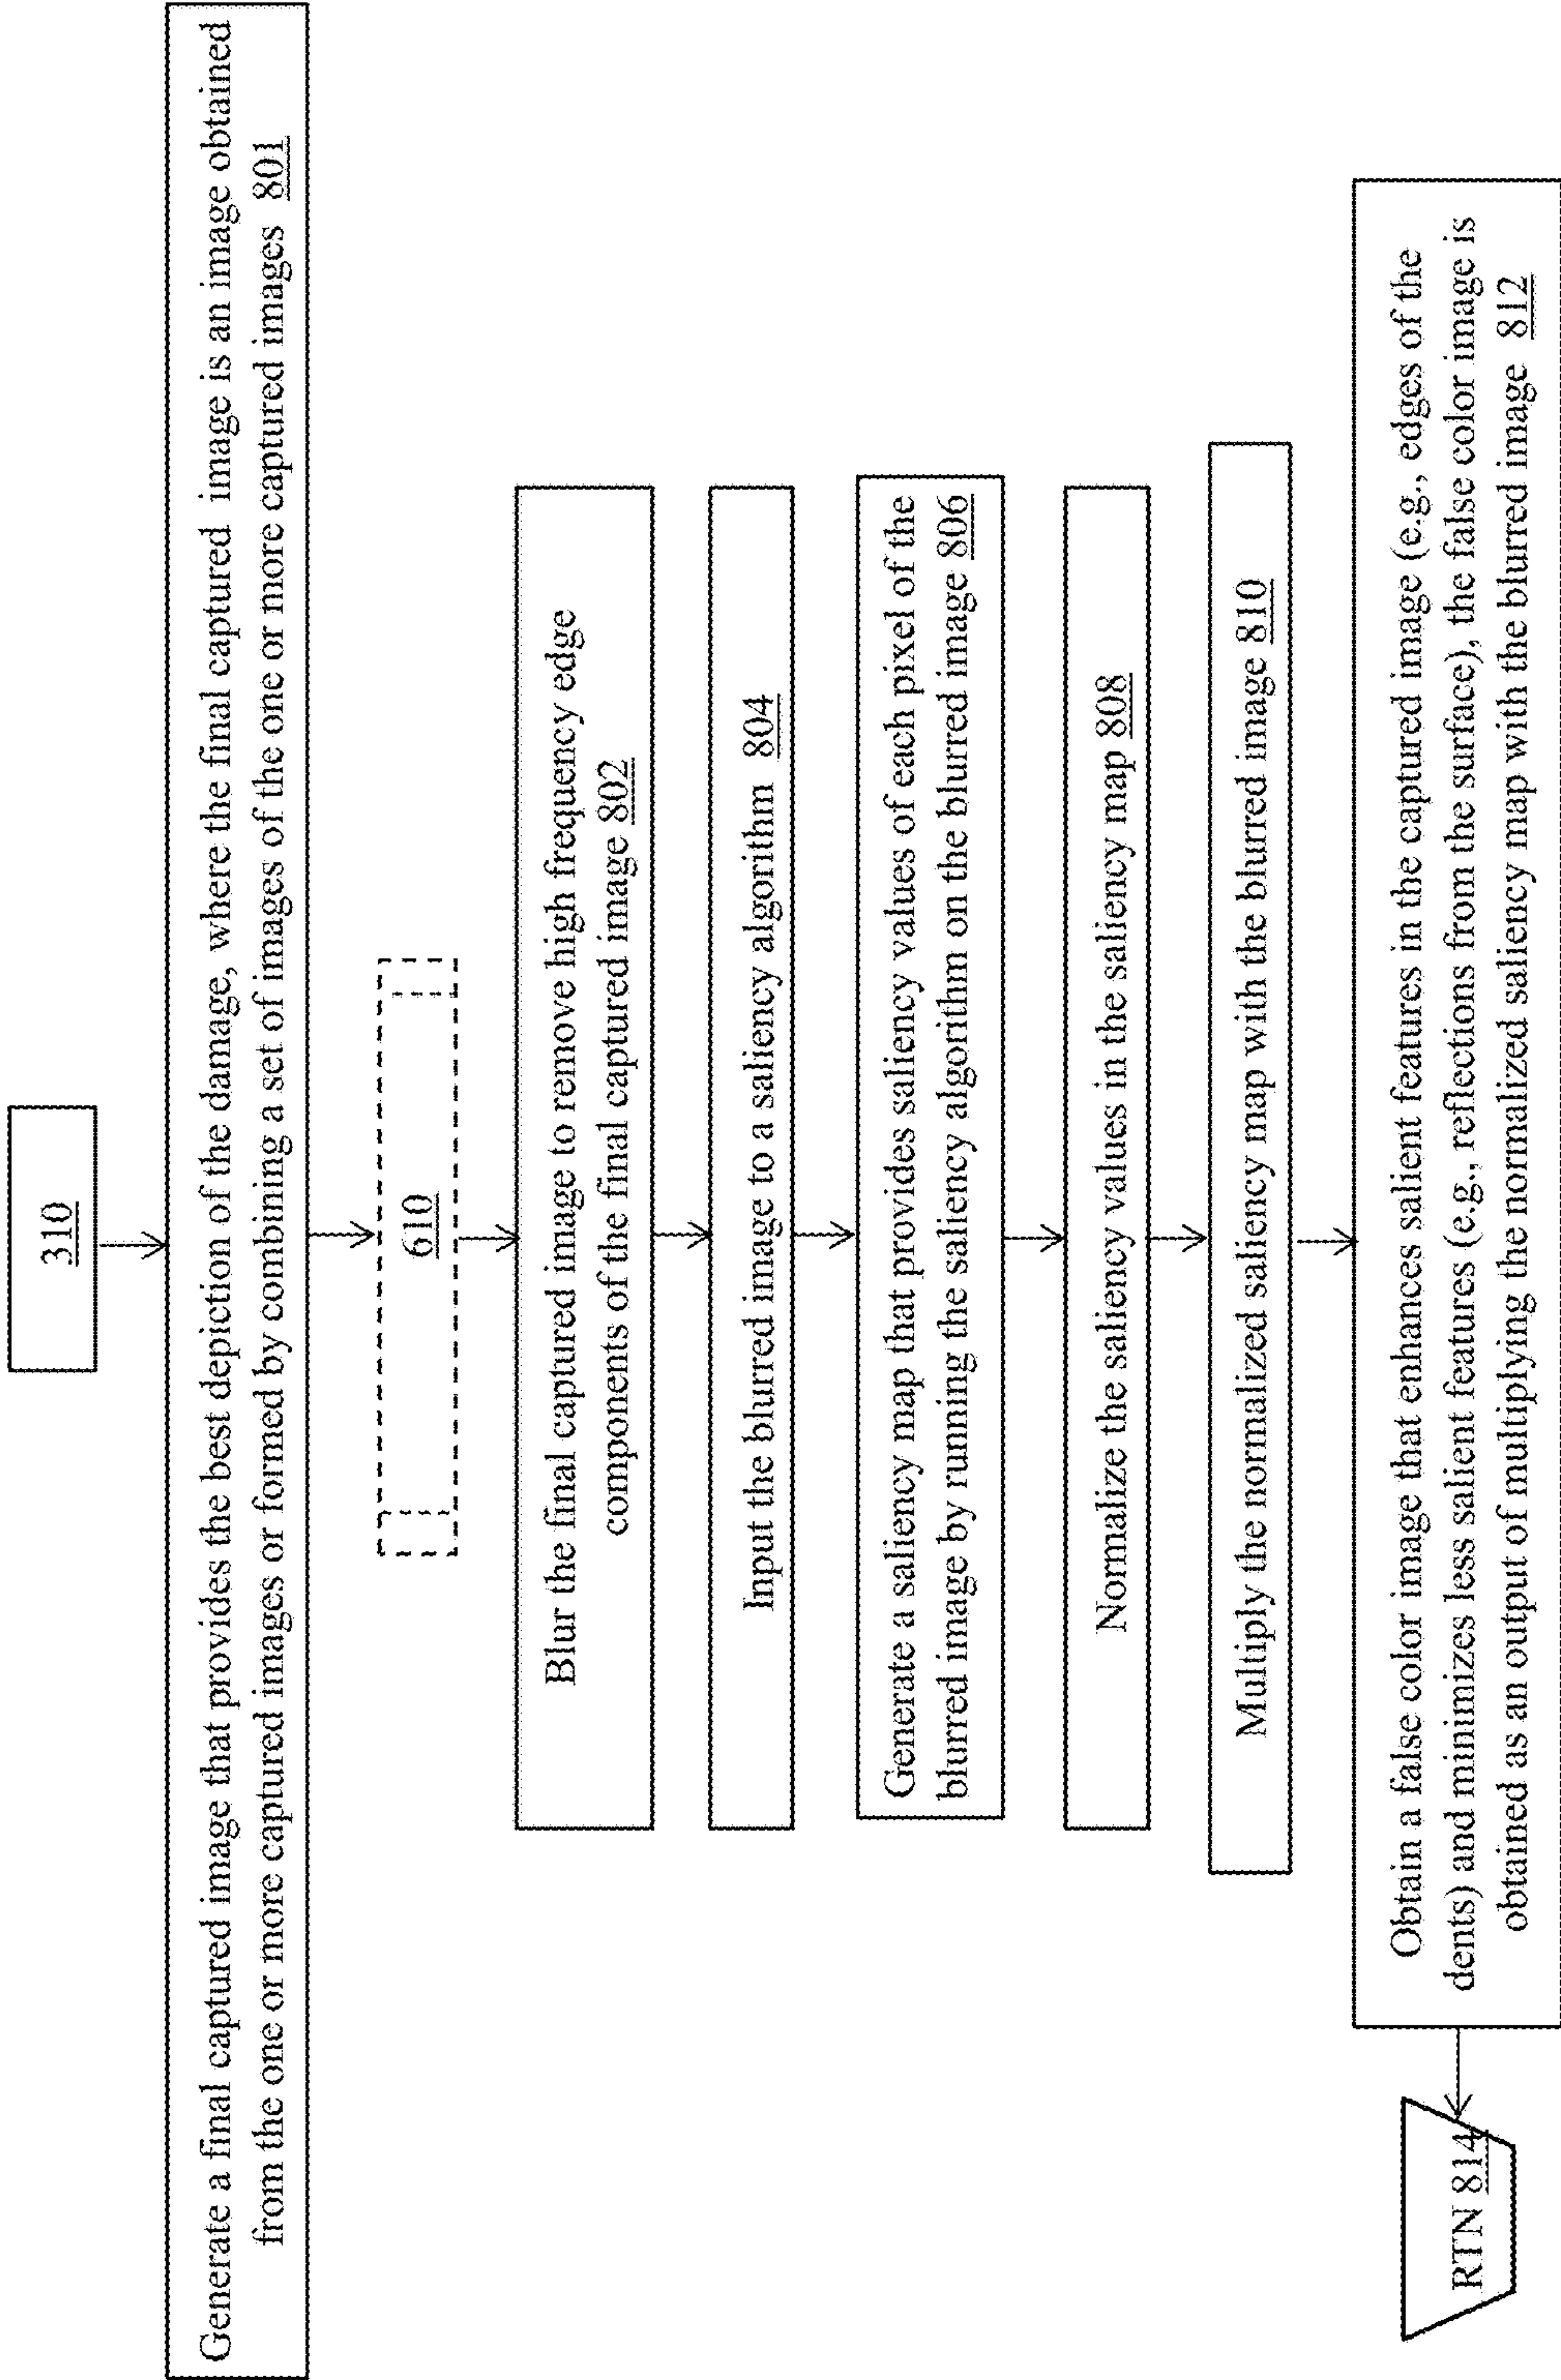 310
Generate a final captured image that provides the best depiction of the damage, where the final captured image is an image obtained
from the one or more captured images or formed by combining a set of images of the one or more captured images 801
610
Blur the final captured image to remove high frequency edge
components of the final captured image 802
Input the blurred image to a saliency algorithm 804
Generate a saliency map that provides saliency values of each pixel of the
blurred image by running the saliency algorithm on the blurred image 806
Normalize the saliency values in the saliency map 808
Multiply the normalized saliency map with the blurred image 810
Obtain a false color image that enhances salient features in the captured image (e.g., edges of the
dents) and minimizes less salient features (e.g., reflections from the surface), the false color image is
obtained as an output of multiplying the normalized saliency map with the blurred image 812
RTN 814